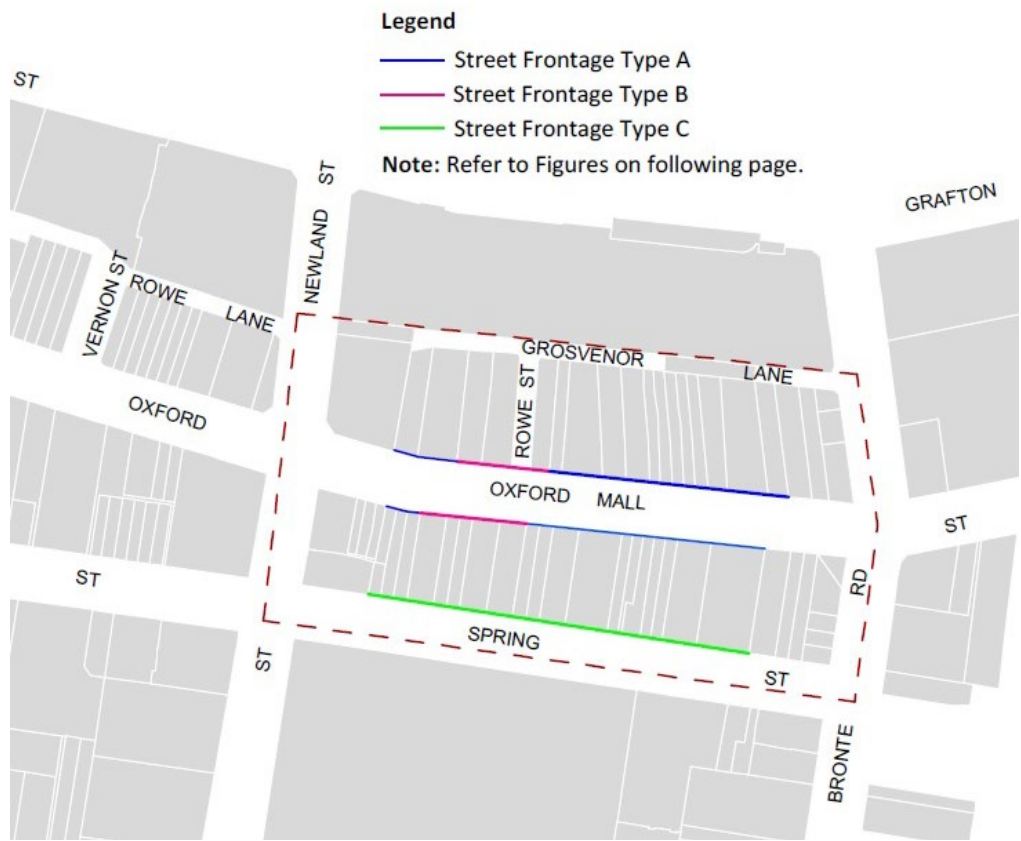 Legend
Street Frontage Type A
Street Frontage Type B
Street Frontage Type C
Note: Refer to Figures on following page.
ST
ST
NEWLAND
GRAFTON
VERNON ST
ROWE
LANE
GROSVENOR
LANE
ROWE ST
OXFORD
OXFORD MALL
ST
ST
RD
SPRING
ST
ST
BRONTE